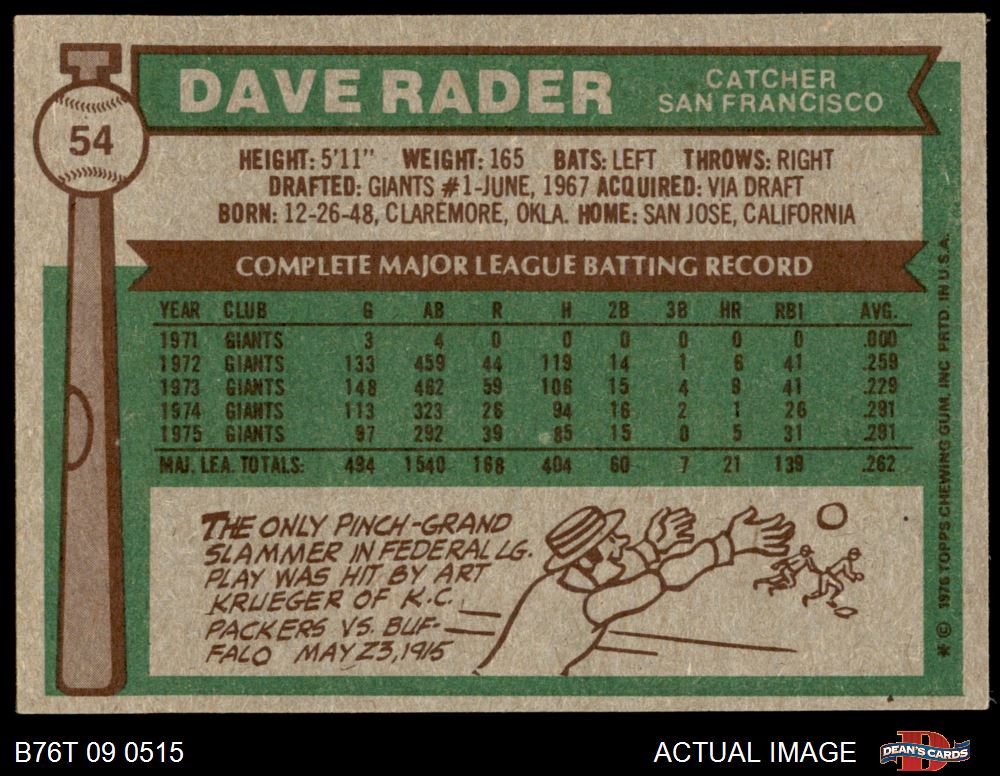 54
DAVE RADER
CATCHER
SAN FRANCISCO
HEIGHT: 5'11" WEIGHT: 165 BATS: LEFT THROWS: RIGHT
DRAFTED: GIANTS #1-JUNE, 1967 ACQUIRED: VIA DRAFT
BORN: 12-26-48, CLAREMORE, OKLA. HOME: SAN JOSE, CALIFORNIA
COMPLETE MAJOR LEAGUE BATTING RECORD
YEAR CLUB G AB R H 2B 3B HR RBI AVG.
1971 GIANTS 3 4 0 0 0 0 0 0 .000
1972 GIANTS 133 459 44 119 14 1 6 41 .259
1973 GIANTS 148 462 59 106 15 4 9 41 .229
1974 GIANTS 113 323 26 94 16 2 1 26 .291
1975 GIANTS 97 292 39 85 15 0 5 31 .291
MAJ. LEA. TOTALS: 494 1540 168 404 60 7 21 139 .262
THE ONLY PINCH-GRAND
SLAMMER IN FEDERAL LG.
PLAY WAS HIT BY ART
KRUEGER OF K.C.
PACKERS VS. BUF-
FALO MAY 23, 1915
* © 1976 TOPPS CHEWING GUM, INC PRTD. IN U.S.A.
B76T 09 0515
ACTUAL IMAGE
D
DEAN'S CARDS